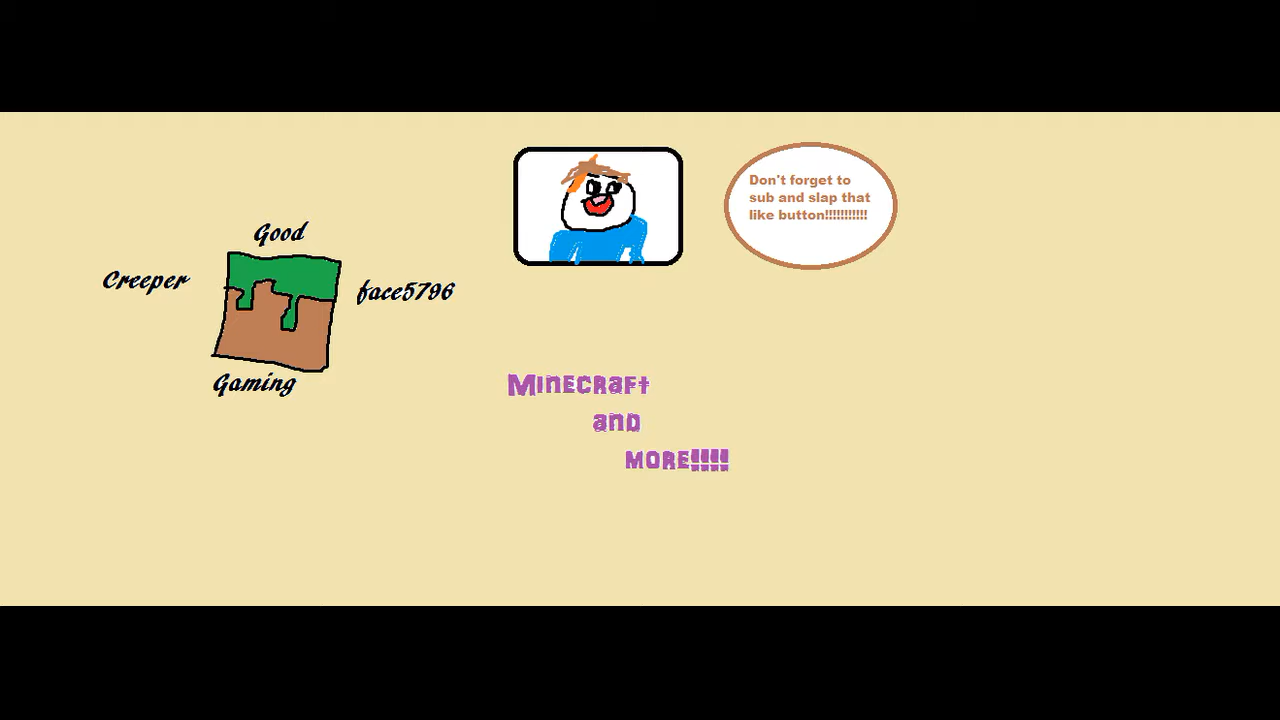 Good
Creeper
face5796
Gaming
Don't forget to
sub and slap that
like button!!!!!!!!!!!
Minecraft
and
MORE!!!!